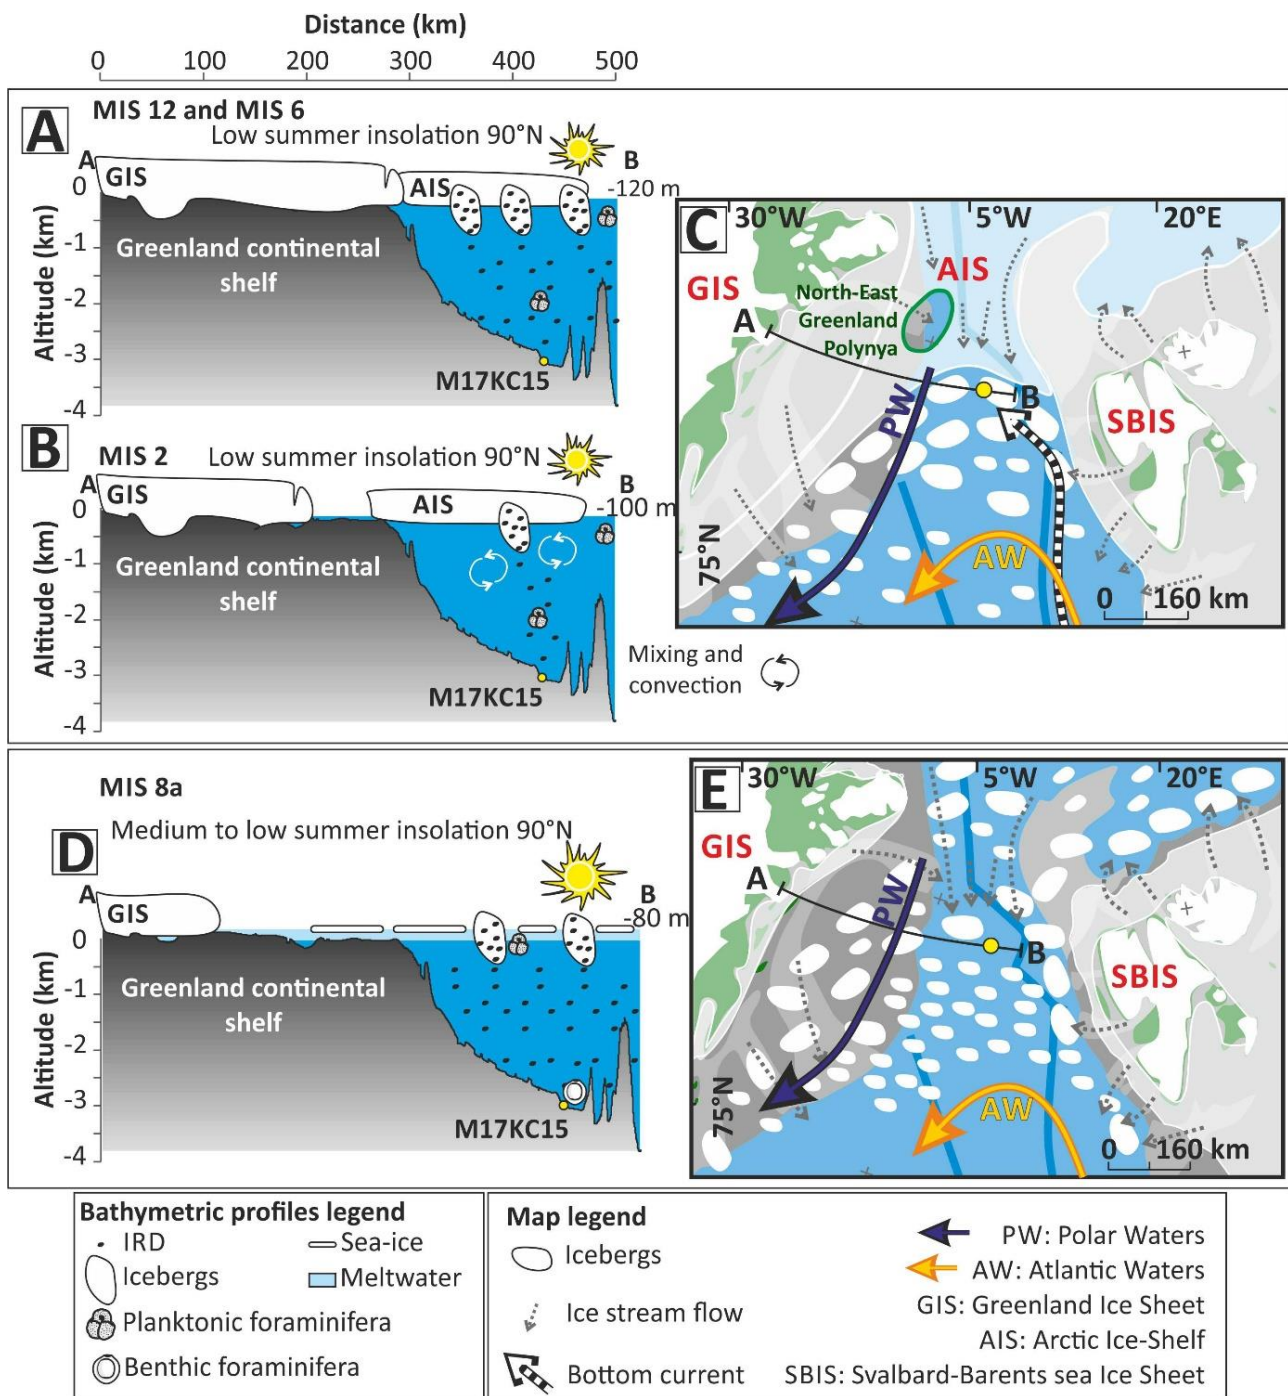 Distance (km)
0 100 200 300 400 500
A MIS 12 and MIS 6
Low summer insolation 90°N
A
GIS
AIS
B
-120 m
0
-1
-2
-3
-4
Altitude (km)
Greenland continental
shelf
M17KC15
B MIS 2
Low summer insolation 90°N
A
GIS
AIS
B
-100 m
0
-1
-2
-3
-4
Altitude (km)
Greenland continental
shelf
M17KC15
Mixing and
convection
C
30°W 5°W 20°E
GIS
AIS
North-East
Greenland
Polynya
A
B
PW
SBIS
AW
75°N
0 160 km
MIS 8a
D Medium to low summer insolation 90°N
A
GIS
B
-80 m
0
-1
-2
-3
-4
Altitude (km)
Greenland continental
shelf
M17KC15
E
30°W 5°W 20°E
GIS
A
PW
B
SBIS
AW
75°N
0 160 km
Bathymetric profiles legend
IRD
Sea-ice
Icebergs
Meltwater
Planktonic foraminifera
Benthic foraminifera
Map legend
Icebergs
Ice stream flow
Bottom current
PW: Polar Waters
AW: Atlantic Waters
GIS: Greenland Ice Sheet
AIS: Arctic Ice-Shelf
SBIS: Svalbard-Barents sea Ice Sheet